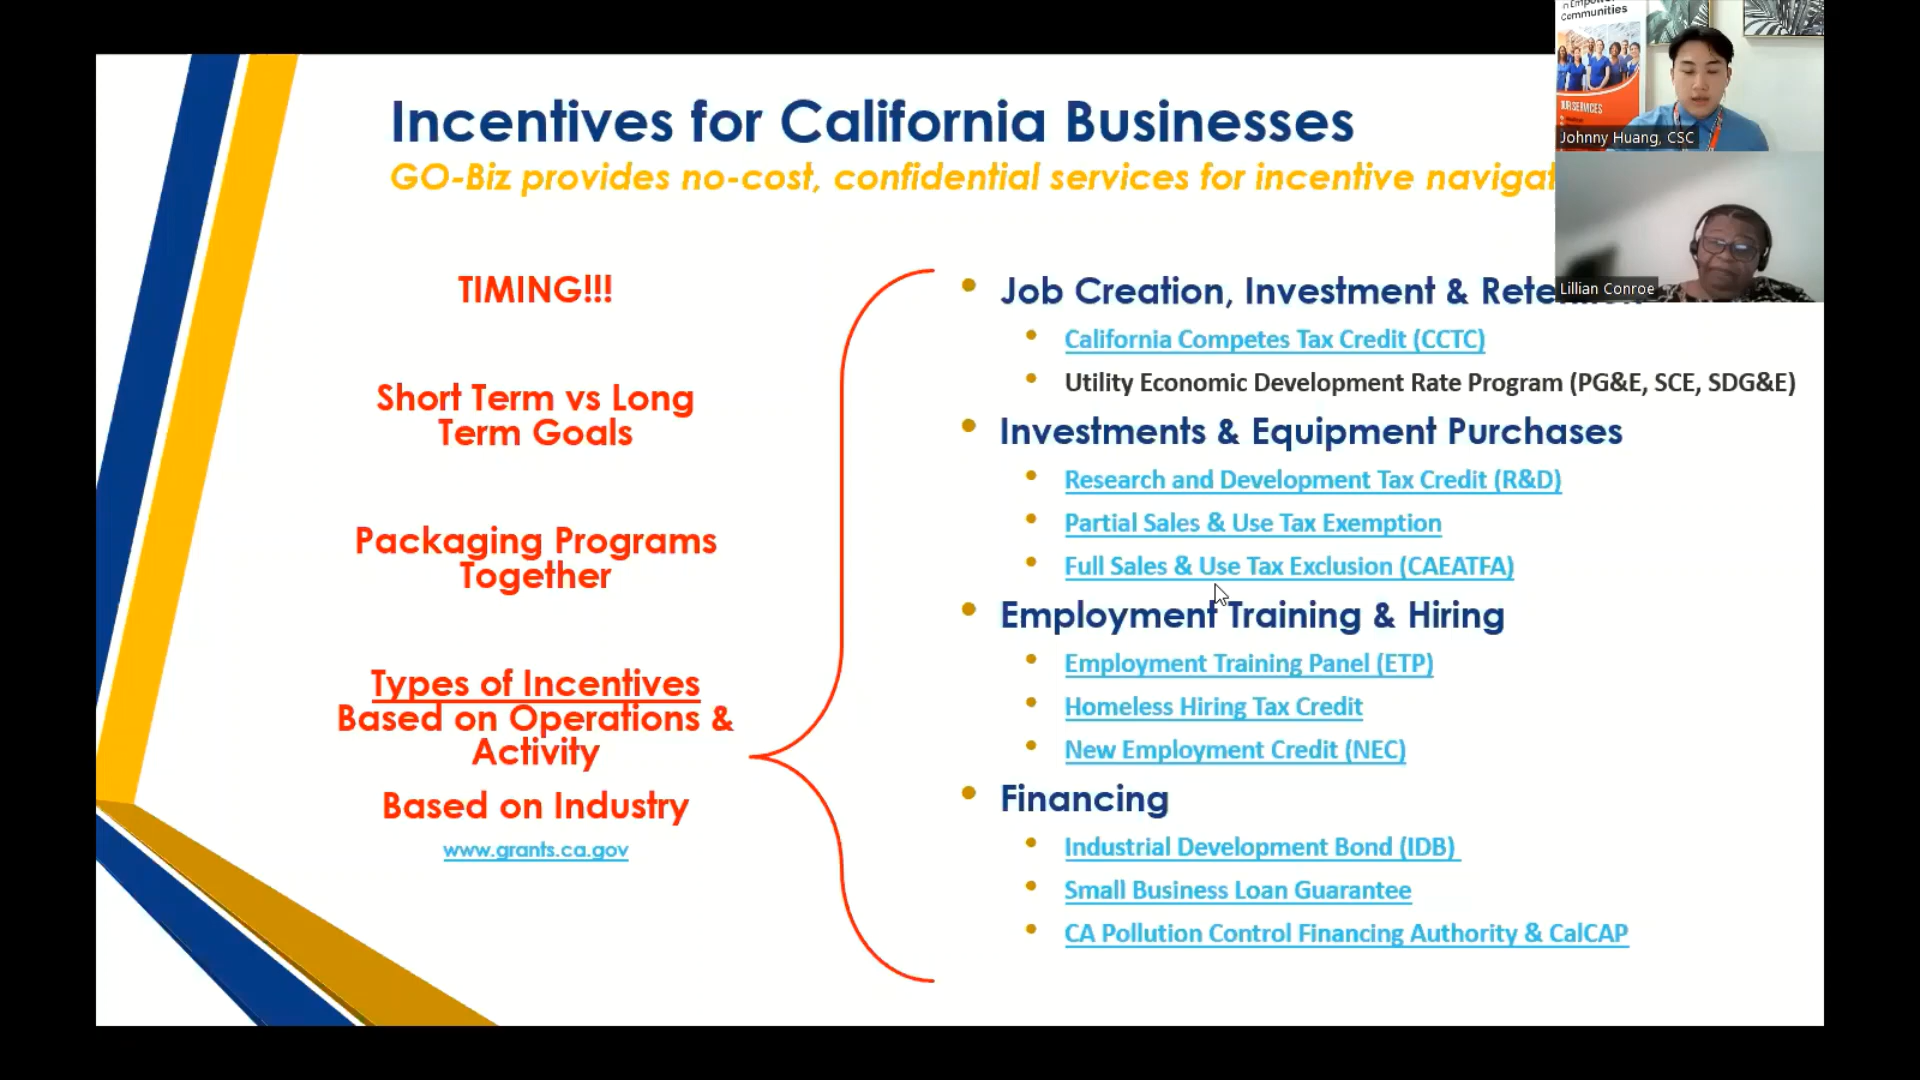 Incentives for California Businesses
GO-Biz provides no-cost, confidential services for incentive
TIMING!!!
Short Term vs Long
Term Goals
Packaging Programs
Together
Types of Incentives
Based on Operations &
Activity
Based on Industry
www.grants.ca.gov
• Job Creation, Investment &
• California Competes Tax Credit (CCTC)
• Utility Economic Development Rate Program (PG&E, SCE, SDG&E)
• Investments & Equipment Purchases
• Research and Development Tax Credit (R&D)
• Partial Sales & Use Tax Exemption
• Full Sales & Use Tax Exclusion (CAEATFA)
• Employment Training & Hiring
• Employment Training Panel (ETP)
• Homeless Hiring Tax Credit
• New Employment Credit (NEC)
• Financing
• Industrial Development Bond (IDB)
• Small Business Loan Guarantee
• CA Pollution Control Financing Authority & CalCAP
Communities
OUR SERVICES
Johnny Huang, CSC
Lillian Conroe